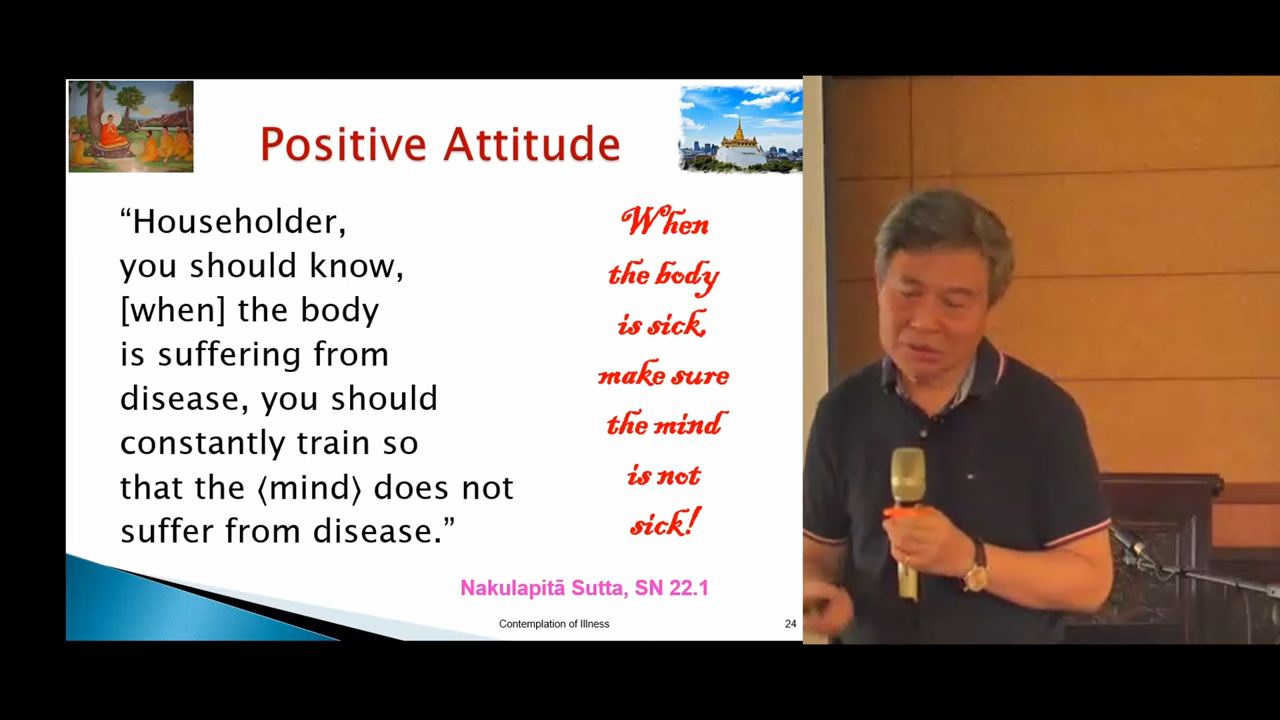 Positive Attitude
“Householder,
you should know,
[when] the body
is suffering from
disease, you should
constantly train so
that the ⟨mind⟩ does not
suffer from disease.”
When
the body
is sick,
make sure
the mind
is not
sick!
Nakulapitā Sutta, SN 22.1
Contemplation of Illness
24